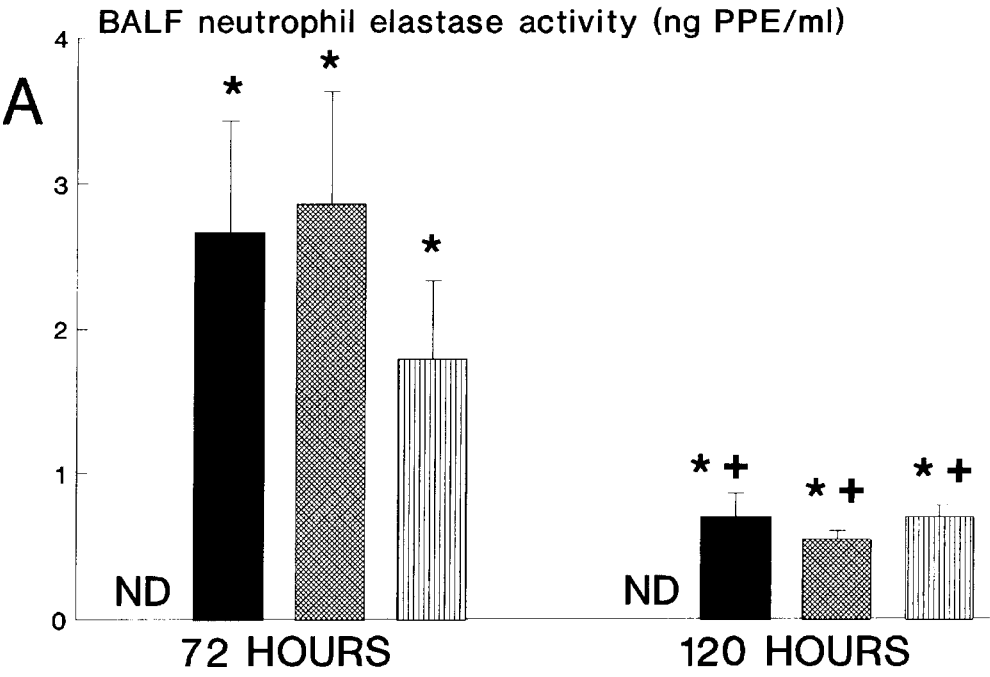 BALF neutrophil elastase activity (ng PPE/ml)
A
4
3
2
1
0
* * *
ND
* + * + * +
ND
72 HOURS 120 HOURS